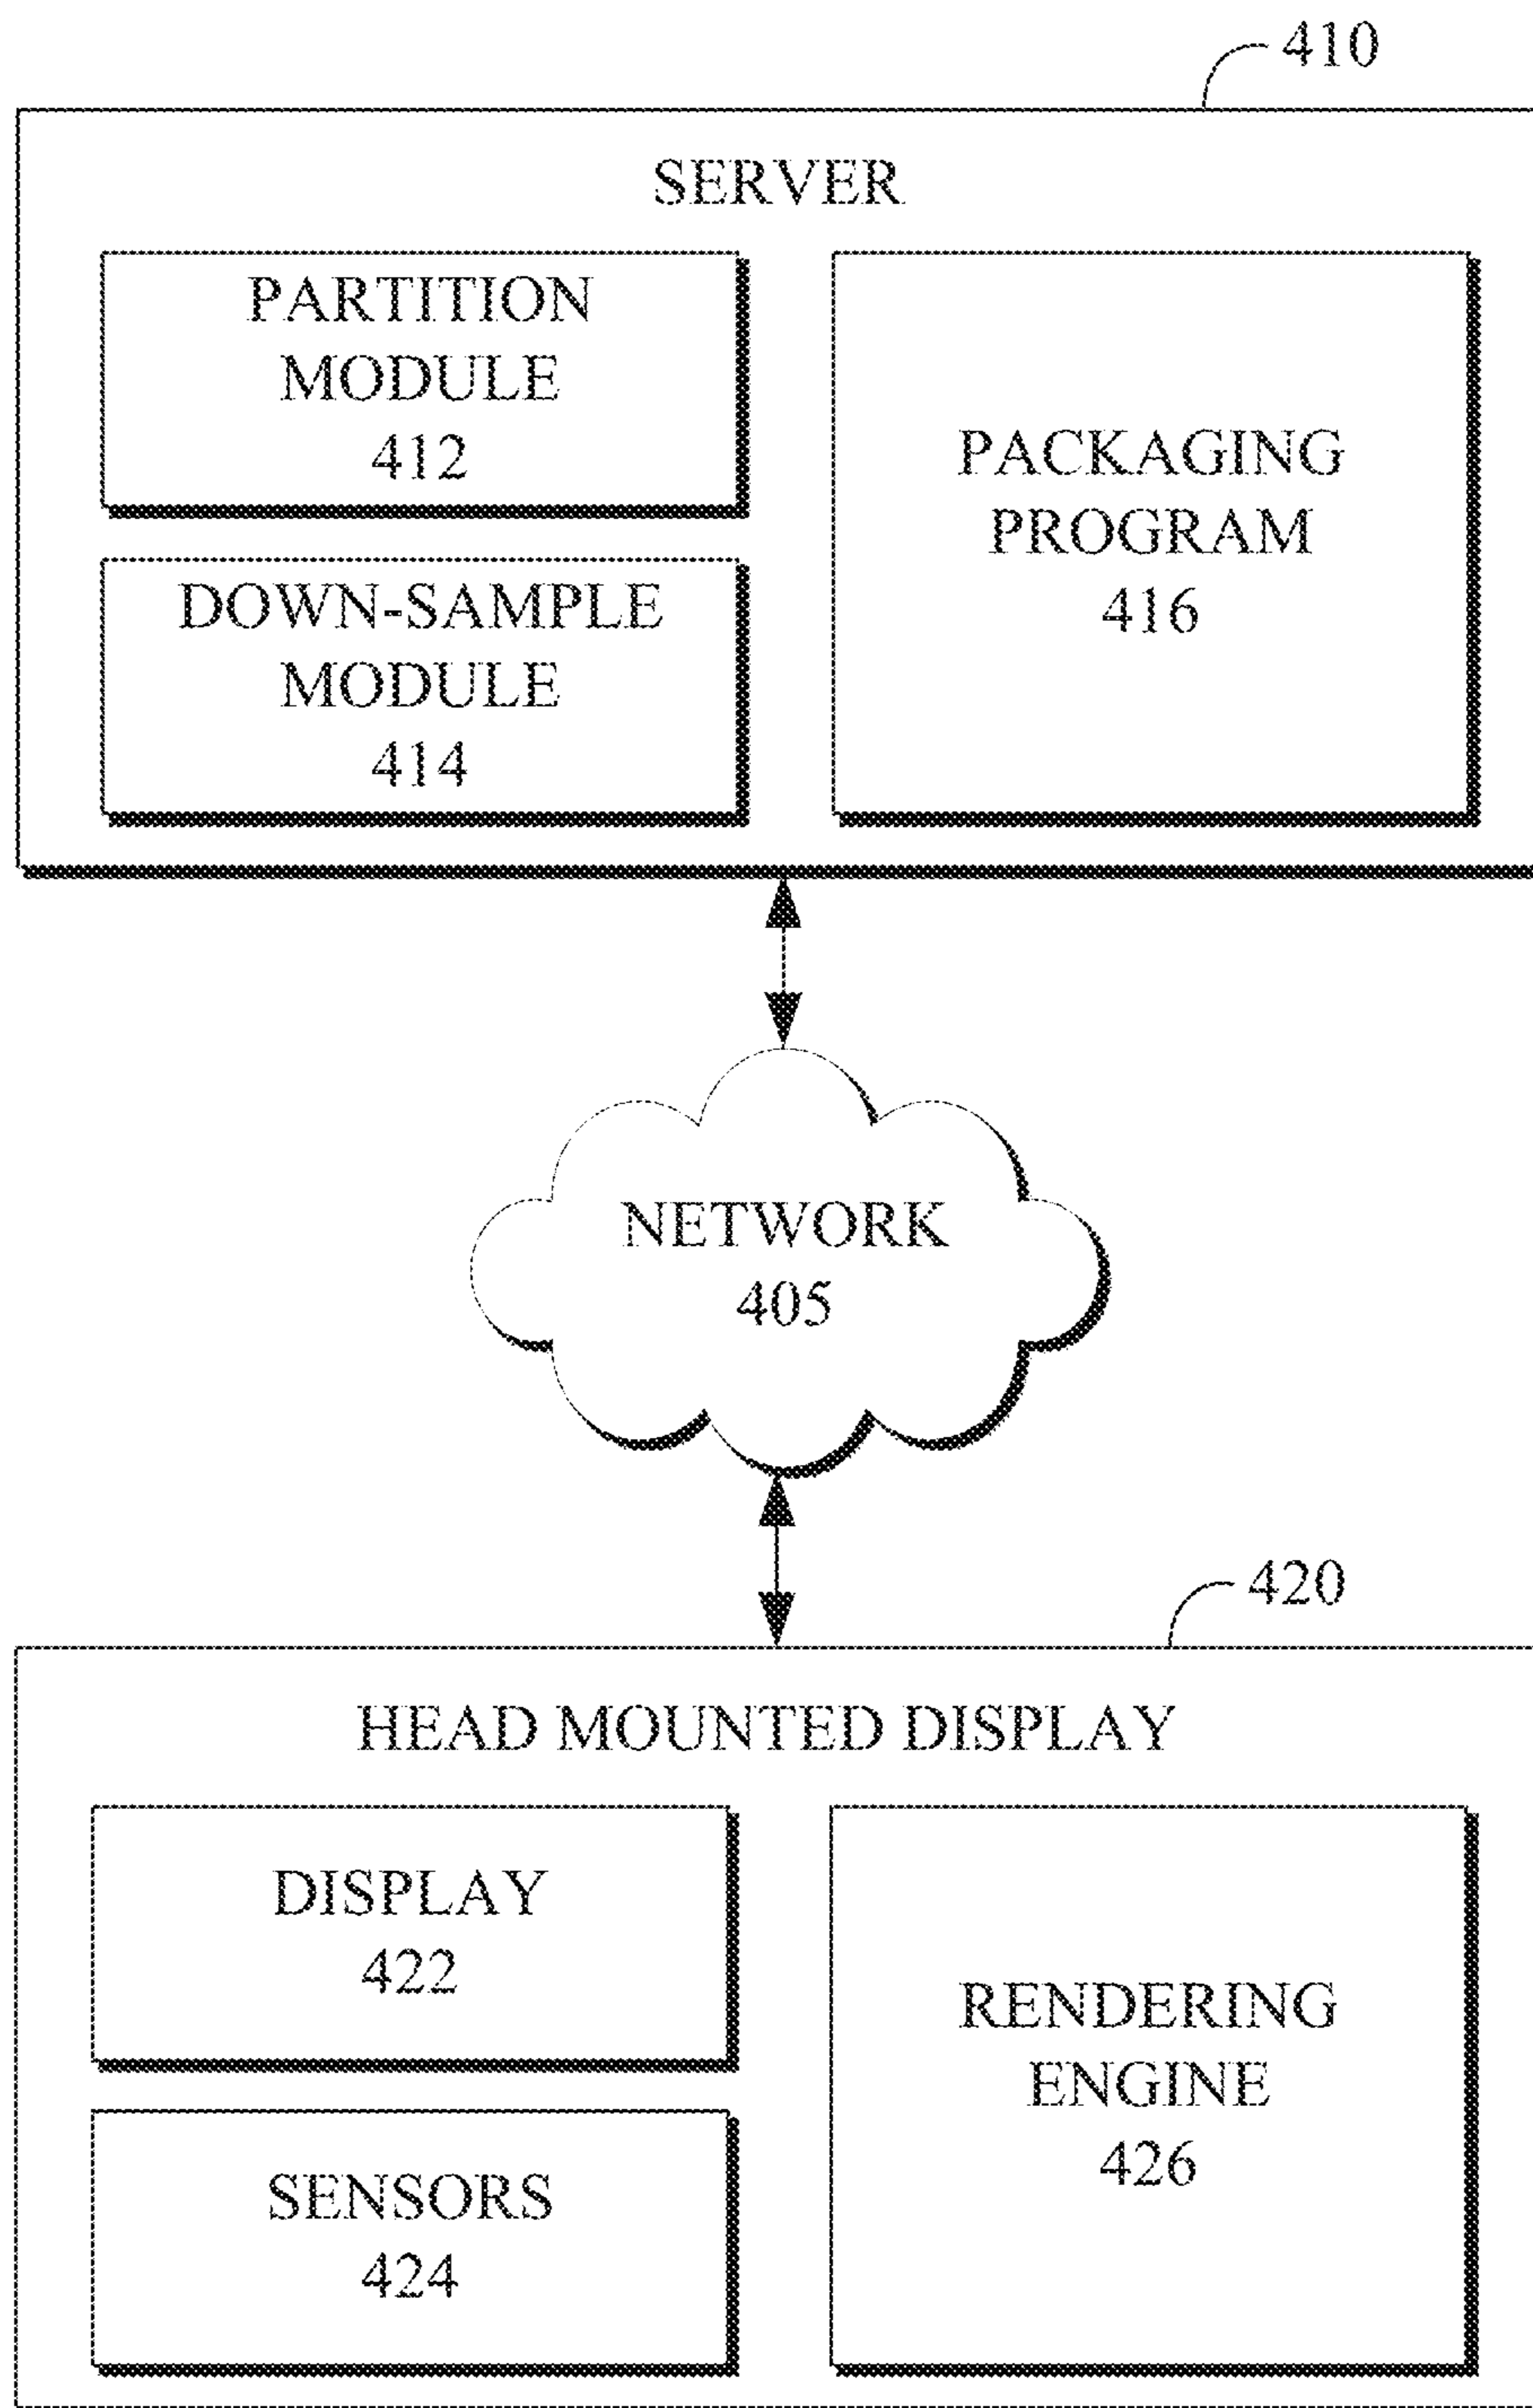 410
SERVER
PARTITION
MODULE
412
DOWN-SAMPLE
MODULE
414
PACKAGING
PROGRAM
416
NETWORK
405
420
HEAD MOUNTED DISPLAY
DISPLAY
422
SENSORS
424
RENDERING
ENGINE
426